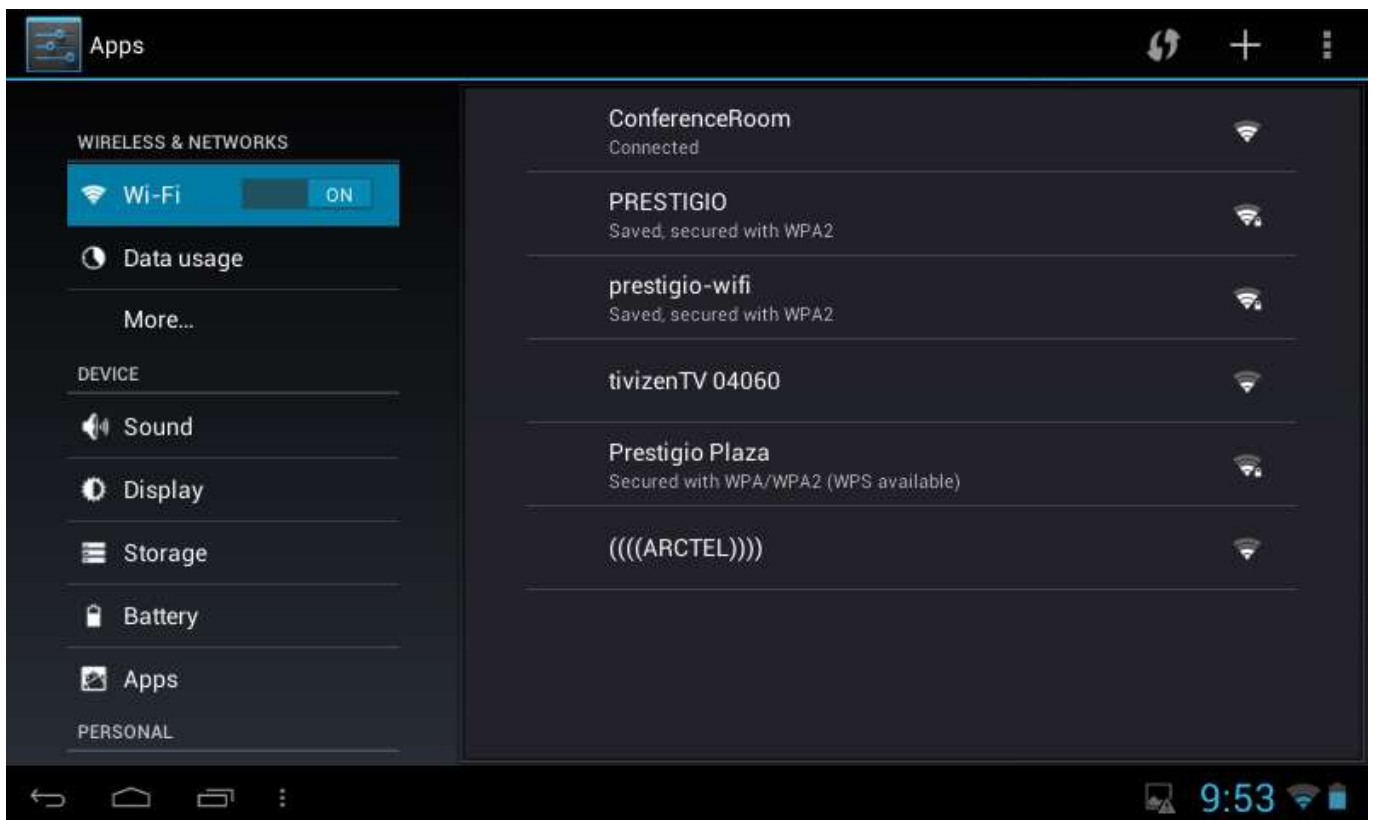 Apps
WIRELESS & NETWORKS
Wi-Fi ON
Data usage
More...
DEVICE
Sound
Display
Storage
Battery
Apps
PERSONAL
ConferenceRoom
Connected
PRESTIGIO
Saved, secured with WPA2
prestigio-wifi
Saved, secured with WPA2
tivizenTV 04060
Prestigio Plaza
Secured with WPA/WPA2 (WPS available)
((((ARCTEL))))
9:53